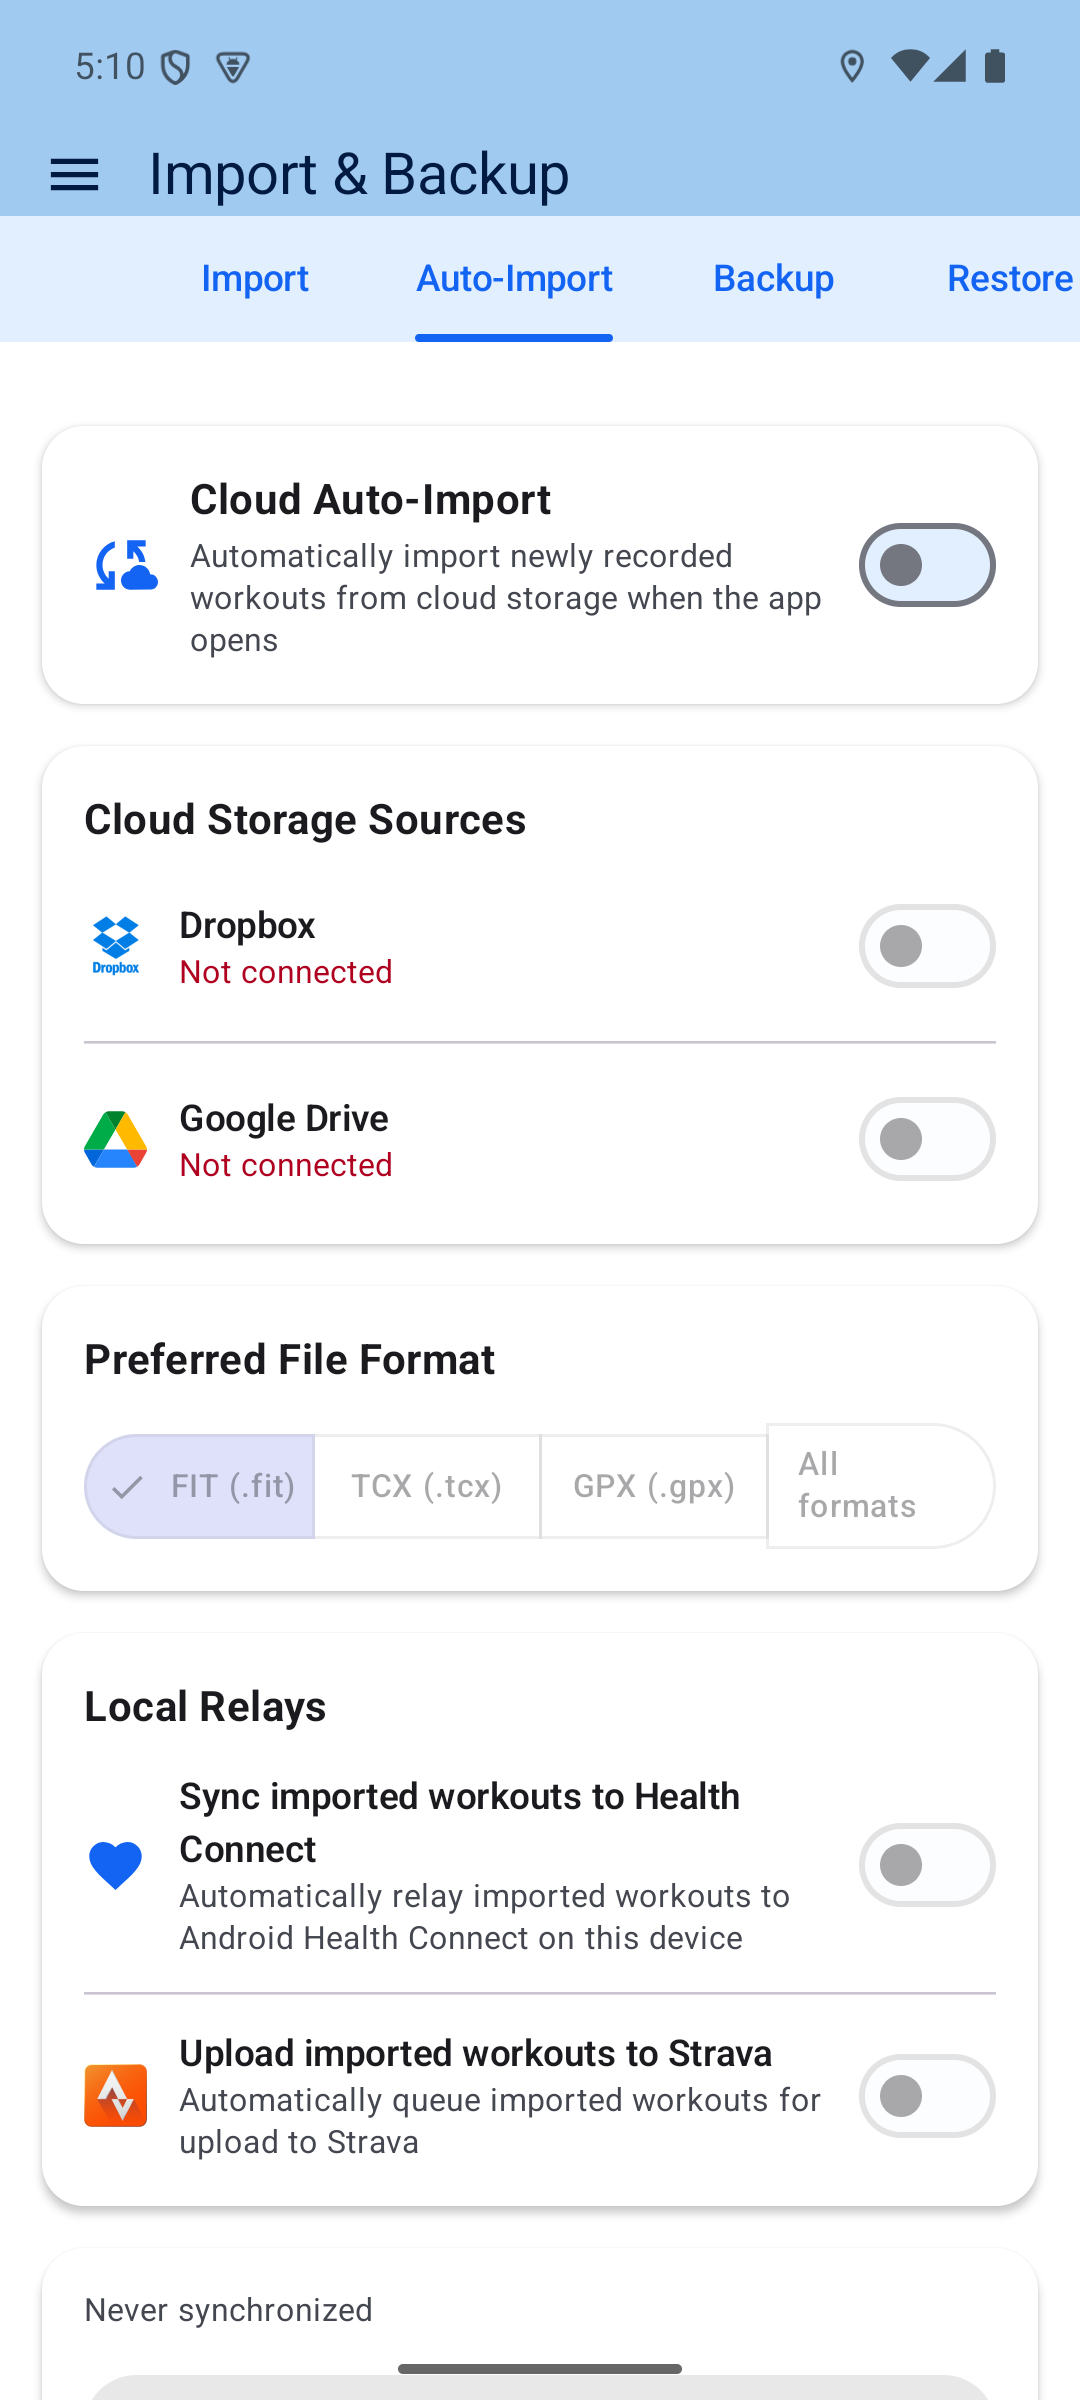 5:10
Import & Backup
Import
Auto-Import
Backup
Restore
Cloud Auto-Import
Automatically import newly recorded
workouts from cloud storage when the app
opens
Cloud Storage Sources
Dropbox
Dropbox
Not connected
Google Drive
Not connected
Preferred File Format
FIT (.fit)
TCX (.tcx)
GPX (.gpx)
All
formats
Local Relays
Sync imported workouts to Health
Connect
Automatically relay imported workouts to
Android Health Connect on this device
Upload imported workouts to Strava
Automatically queue imported workouts for
upload to Strava
Never synchronized